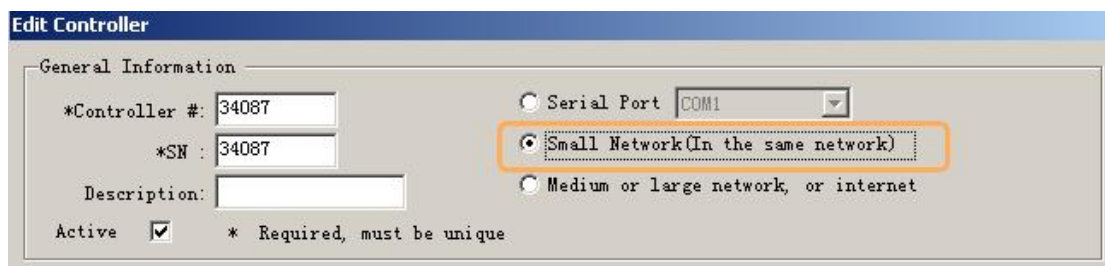 Edit Controller
General Information
*Controller #: 34087
Serial Port COM1
*SN : 34087
Small Network(In the same network)
Description:
Medium or large network, or internet
Active
* Required, must be unique